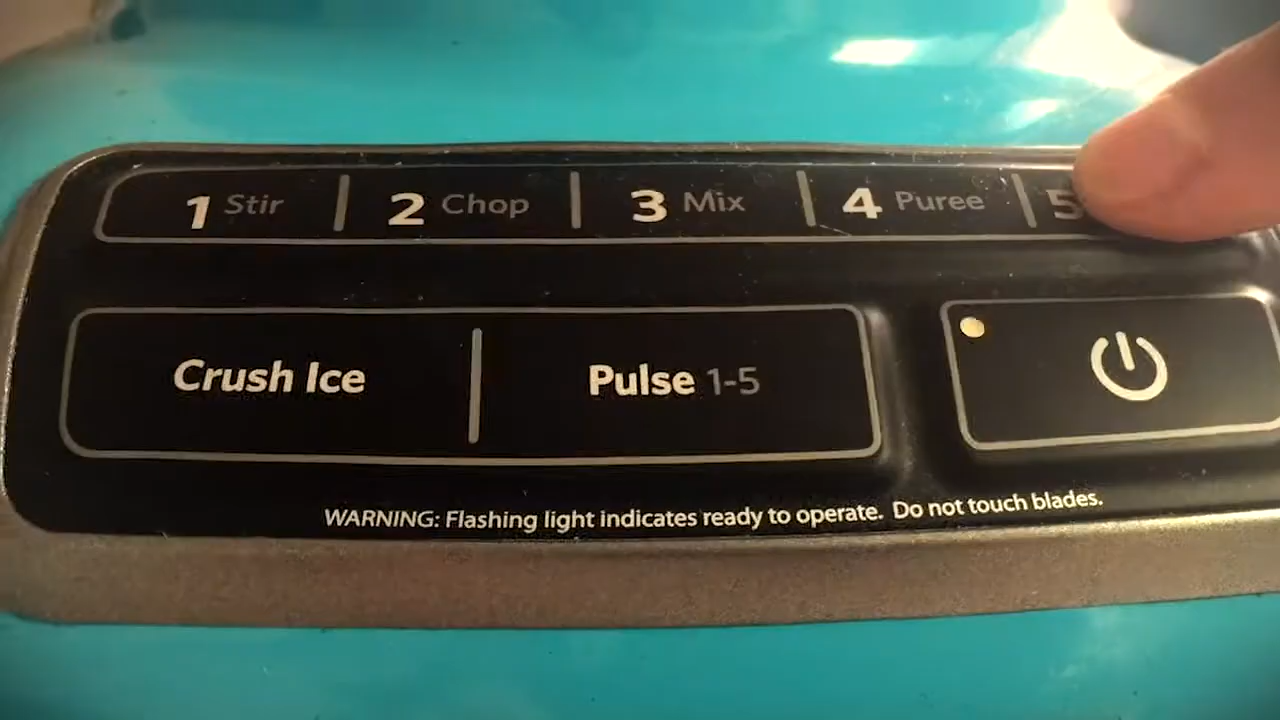 1 Stir 2 Chop 3 Mix 4 Puree 5
Crush Ice Pulse 1-5
WARNING: Flashing light indicates ready to operate. Do not touch blades.